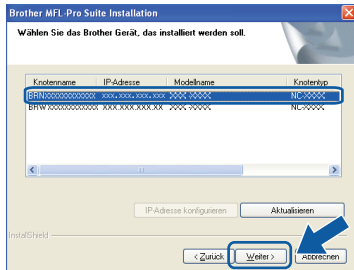 Brother MFL-Pro Suite Installation
Wählen Sie das Brother Gerät, das installiert werden soll.
Knotenname IP-Adresse Modellname Knotentyp
BRNXXXXXXXXXXXX xxx.xxx.xxx.xxx XXX-XXXX NC-XXXX
BRWXXXXXXXXXXXX XXX.XXX.XXX.XX XXX-XXXX NC-XXXX
IP-Adresse konfigurieren Aktualisieren
InstallShield
< Zurück Weiter > Abbrechen